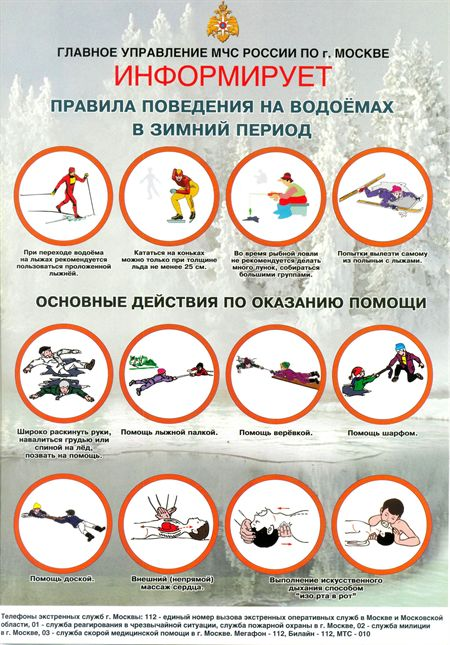 ГЛАВНОЕ УПРАВЛЕНИЕ МЧС РОССИИ ПО г. МОСКВЕ
ИНФОРМИРУЕТ
ПРАВИЛА ПОВЕДЕНИЯ НА ВОДОЁМАХ
В ЗИМНИЙ ПЕРИОД
При переходе водоёма
на лыжах рекомендуется
пользоваться проложенной
лыжнёй.
Кататься на коньках
можно только при толщине
льда не менее 25 см.
Во время рыбной ловли
не рекомендуется делать
много лунок, собираться
большими группами.
Попытки вылезти самому
из полыньи с лыжами.
ОСНОВНЫЕ ДЕЙСТВИЯ ПО ОКАЗАНИЮ ПОМОЩИ
Широко раскинуть руки,
навалиться грудью или
спиной на лёд,
позвать на помощь.
Помощь лыжной палкой.
Помощь верёвкой.
Помощь шарфом.
Помощь доской.
Внешний (непрямой)
массаж сердца.
Выполнение искусственного
дыхания способом
"изо рта в рот"
Телефоны экстренных служб г. Москвы: 112 - единый номер вызова экстренных оперативных служб в Москве и Московской
области, 01 - служба реагирования в чрезвычайной ситуации, служба пожарной охраны в г. Москве. 02 - служба милиции
в г. Москве, 03 - служба скорой медицинской помощи в г. Москве. Мегафон - 112, Билайн - 112, МТС - 010